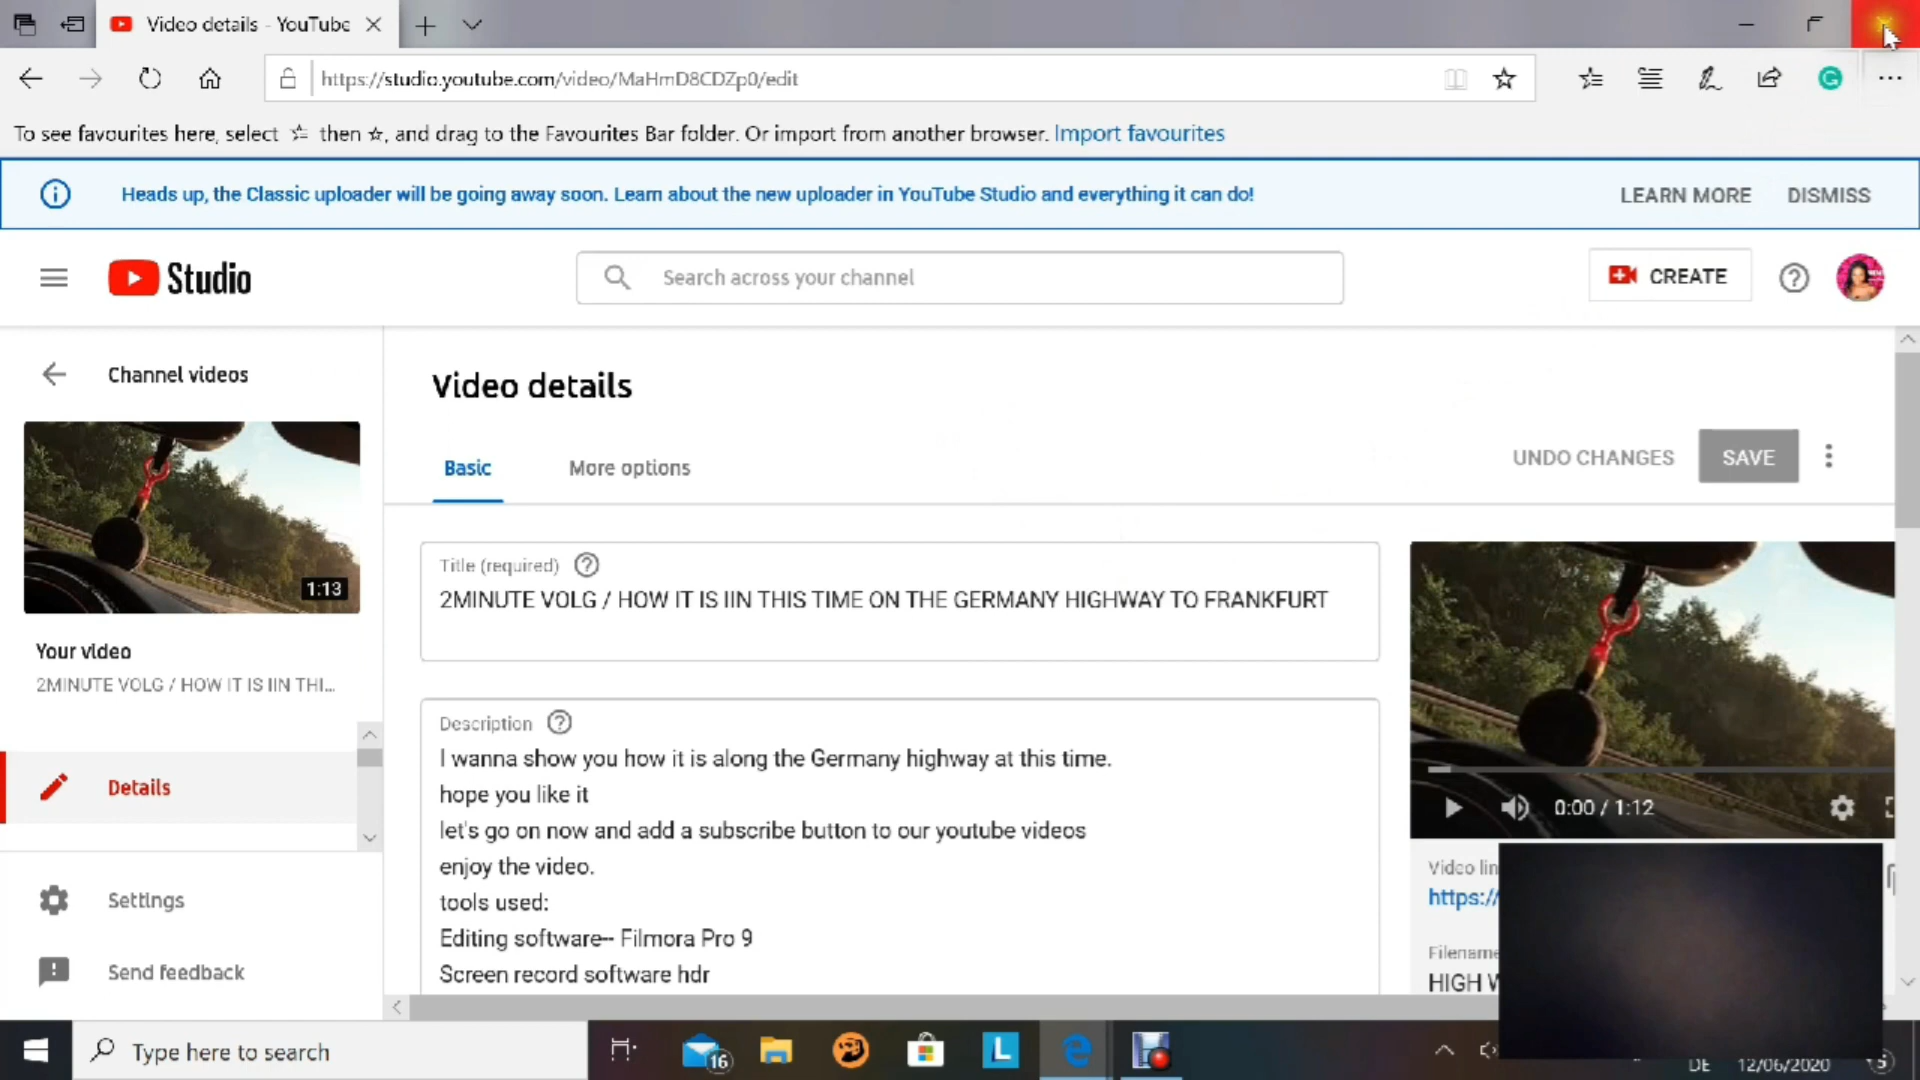 Video details - YouTube
https://studio.youtube.com/video/MaHmD8CDZp0/edit
To see favourites here, select then , and drag to the Favourites Bar folder. Or import from another browser. Import favourites
Heads up, the Classic uploader will be going away soon. Learn about the new uploader in YouTube Studio and everything it can do!
LEARN MORE
DISMISS
Studio
Search across your channel
CREATE
Channel videos
Video details
Basic
More options
UNDO CHANGES
SAVE
1:13
Your video
2MINUTE VOLG / HOW IT IS IIN THI...
Details
Settings
Send feedback
Title (required)
2MINUTE VOLG / HOW IT IS IIN THIS TIME ON THE GERMANY HIGHWAY TO FRANKFURT
Description
I wanna show you how it is along the Germany highway at this time.
hope you like it
let's go on now and add a subscribe button to our youtube videos
enjoy the video.
tools used:
Editing software-- Filmora Pro 9
Screen record software hdr
0:00 / 1:12
Video
https://
Filename
HIGH
Type here to search
16
L
DE
12/06/2020
5